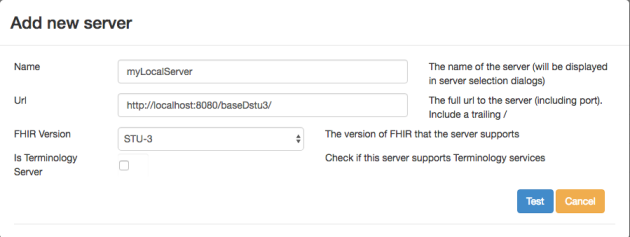 Add new server
Name
myLocalServer
The name of the server (will be displayed
in server selection dialogs)
Url
http://localhost:8080/baseDstu3/
The full url to the server (including port).
Include a trailing /
FHIR Version
STU-3
The version of FHIR that the server supports
Is Terminology
Server
Check if this server supports Terminology services
Test
Cancel